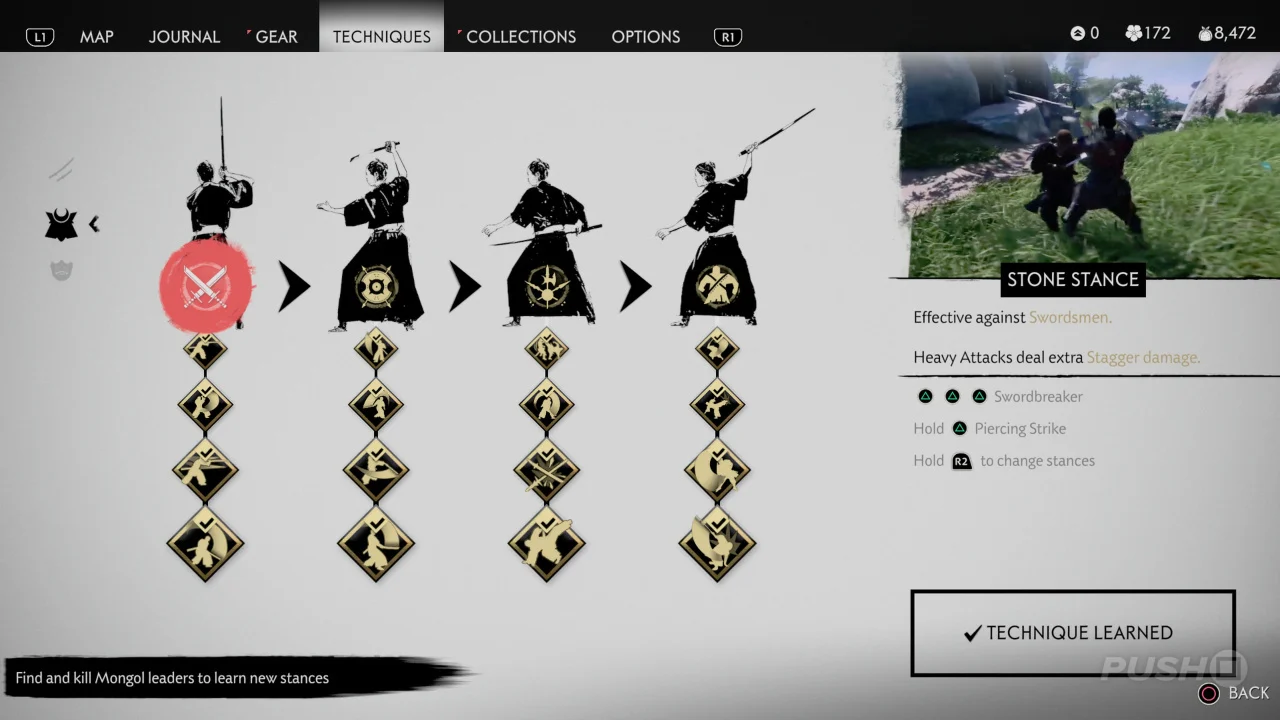 L1 MAP JOURNAL GEAR TECHNIQUES COLLECTIONS OPTIONS R1 0 172 8,472
STONE STANCE
Effective against Swordsmen.
Heavy Attacks deal extra Stagger damage.
Swordbreaker
Hold Piercing Strike
Hold R2 to change stances
TECHNIQUE LEARNED
PUSH
Find and kill Mongol leaders to learn new stances
BACK